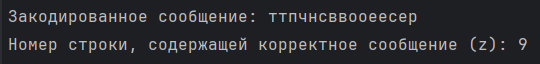 Закодированное сообщение: ттпчнсввооеесер
Номер строки, содержащей корректное сообщение (z): 9